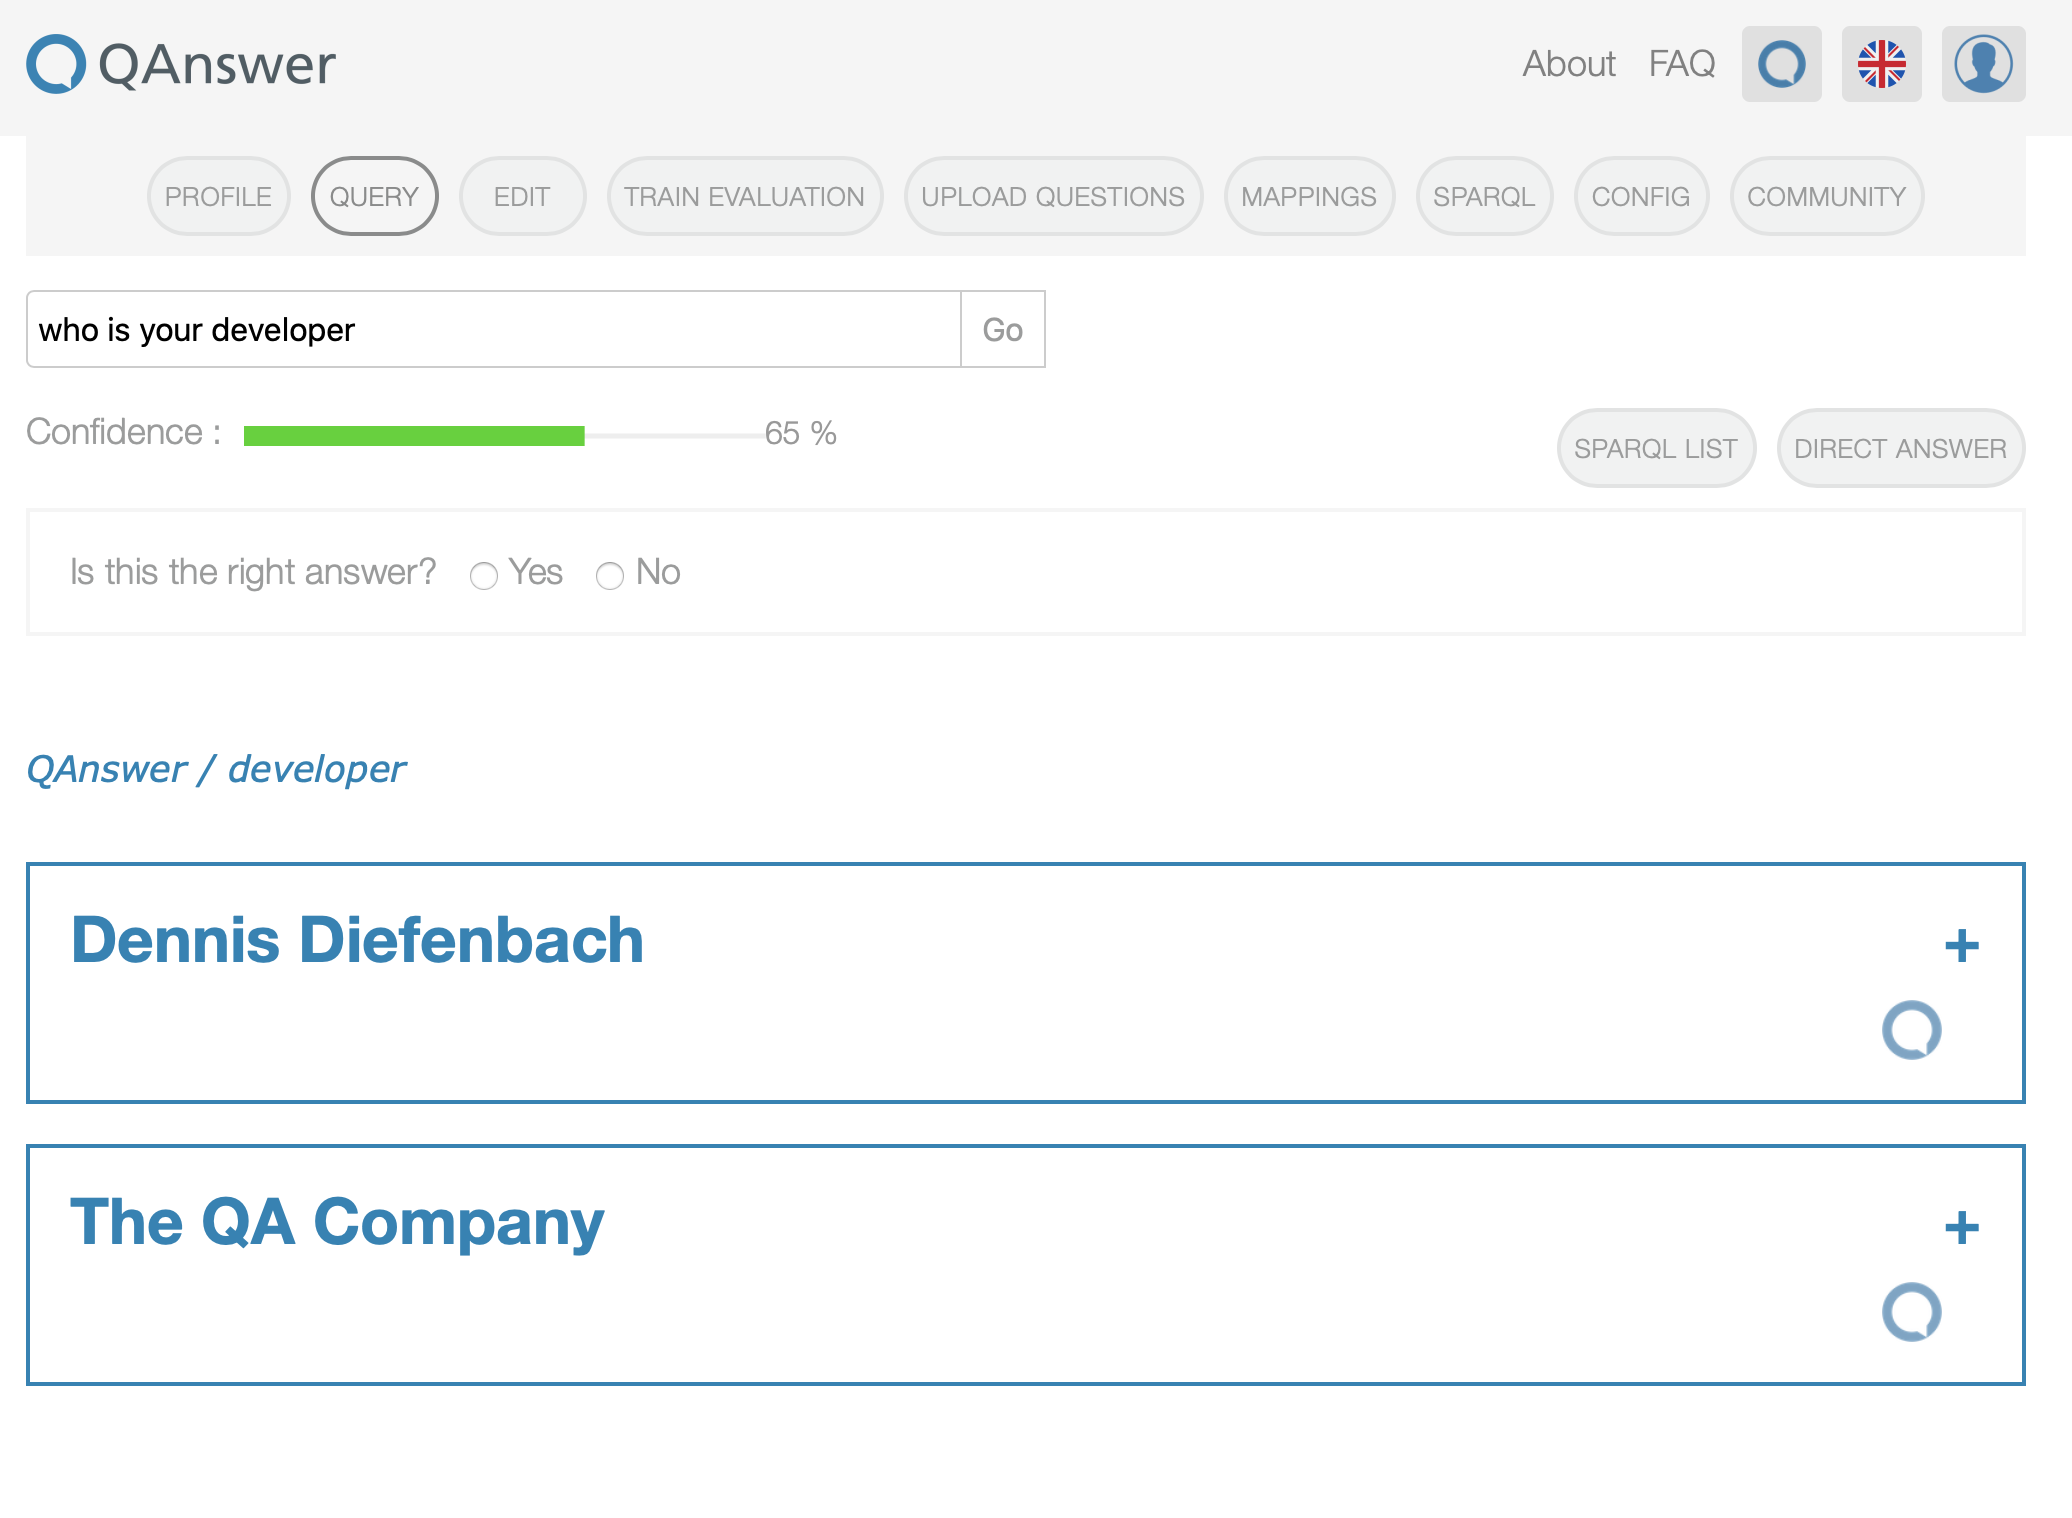 QAnswer
About FAQ
PROFILE QUERY EDIT TRAIN EVALUATION UPLOAD QUESTIONS MAPPINGS SPARQL CONFIG COMMUNITY
who is your developer Go
Confidence : 65 %
SPARQL LIST DIRECT ANSWER
Is this the right answer? Yes No
QAnswer / developer
Dennis Diefenbach +
The QA Company +